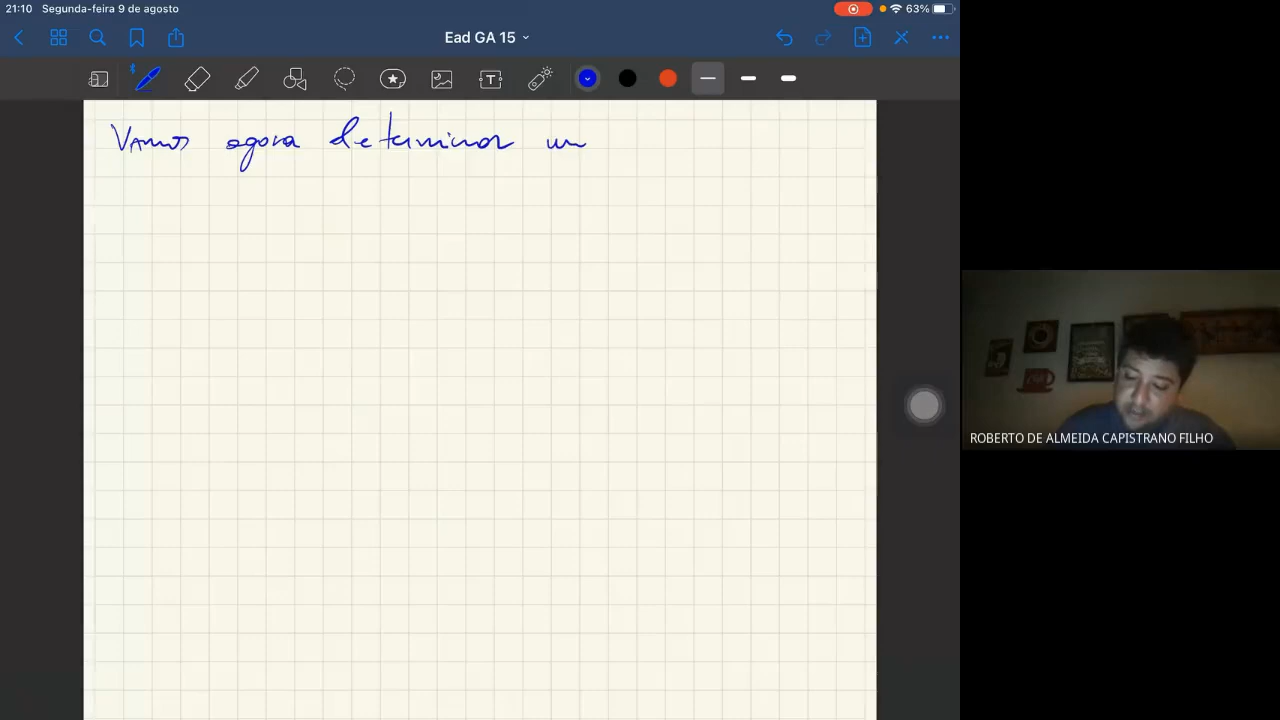 21:10 Segunda-feira 9 de agosto
63%
Ead GA 15
T
Vamos agora determinar um
ROBERTO DE ALMEIDA CAPISTRANO FILHO